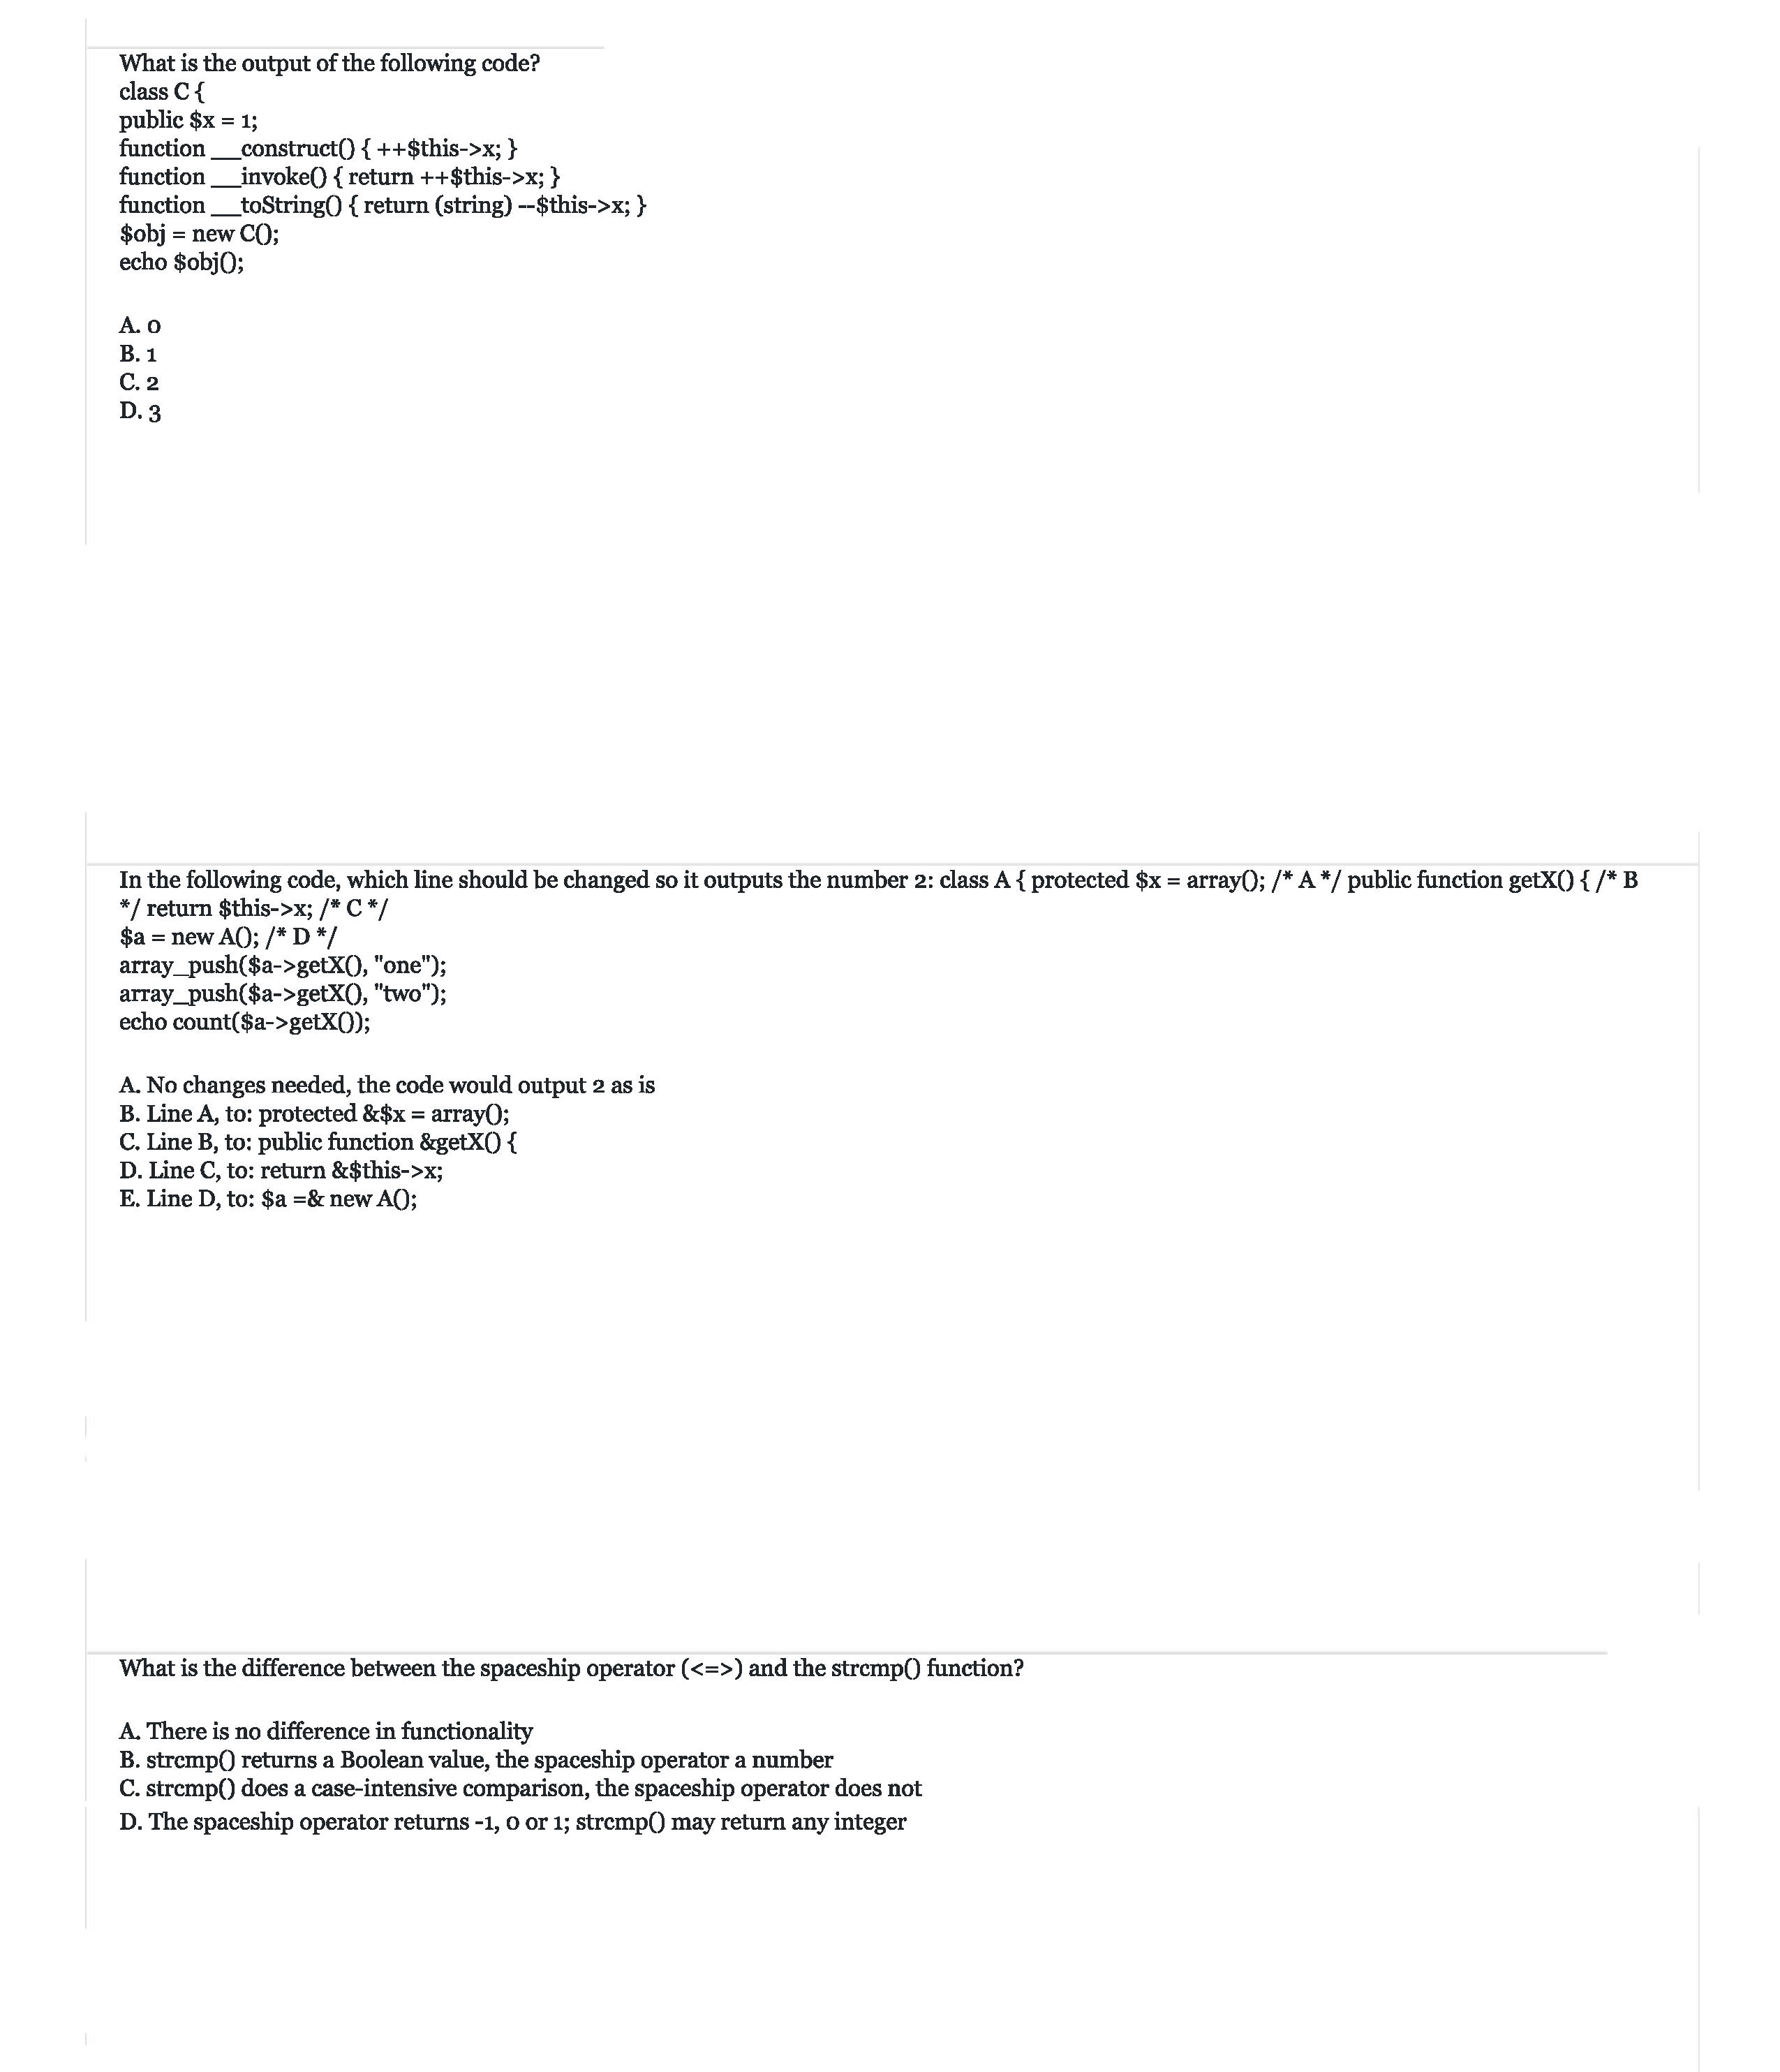 What is the output of the following code?
class C {
public $x = 1;
function __construct() { ++$this->x; }
function __invoke() { return ++$this->x; }
function __toString() { return (string) --$this->x; }
$obj = new C();
echo $obj();
A. 0
B. 1
C. 2
D. 3
In the following code, which line should be changed so it outputs the number 2: class A { protected $x = array(); /* A */ public function getX() { /* B
*/ return $this->x; /* C */
$a = new A(); /* D */
array_push($a->getX(), "one");
array_push($a->getX(), "two");
echo count($a->getX());
A. No changes needed, the code would output 2 as is
B. Line A, to: protected &$x = array();
C. Line B, to: public function &getX() {
D. Line C, to: return &$this->x;
E. Line D, to: $a =& new A();
What is the difference between the spaceship operator (<=>) and the strcmp() function?
A. There is no difference in functionality
B. strcmp() returns a Boolean value, the spaceship operator a number
C. strcmp() does a case-intensive comparison, the spaceship operator does not
D. The spaceship operator returns -1, 0 or 1; strcmp() may return any integer